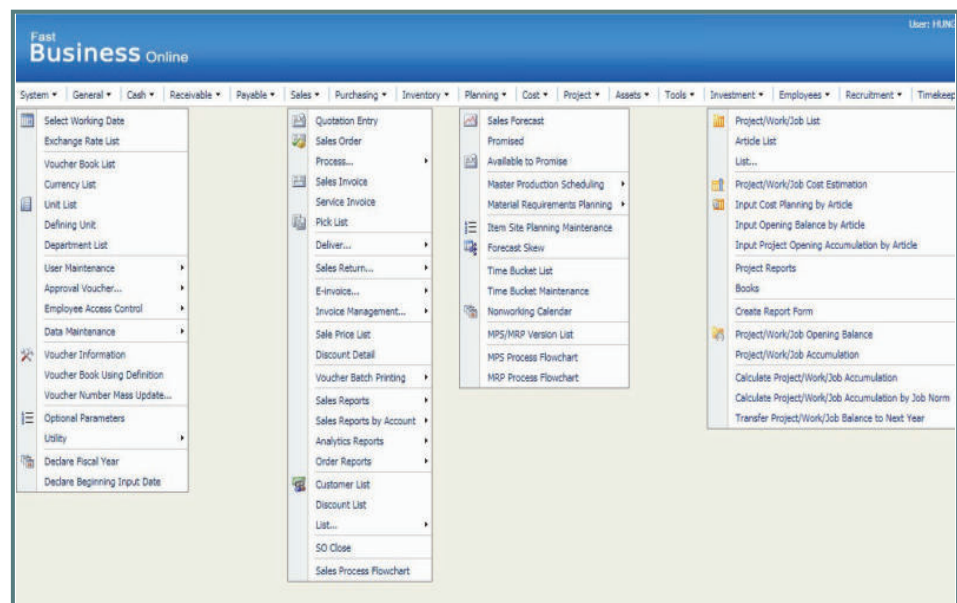 User: HUNG
Fast
Business Online
System General Cash Receivable Payable Sales Purchasing Inventory Planning Cost Project Assets Tools Investment Employees Recruitment Timekeep
Select Working Date
Exchange Rate List
Voucher Book List
Currency List
Unit List
Defining Unit
Department List
User Maintenance
Approval Voucher...
Employee Access Control
Data Maintenance
Voucher Information
Voucher Book Using Definition
Voucher Number Mass Update...
Optional Parameters
Utility
Declare Fiscal Year
Declare Beginning Input Date
Quotation Entry
Sales Order
Process...
Sales Invoice
Service Invoice
Pick List
Deliver...
Sales Return...
E-invoice...
Invoice Management...
Sale Price List
Discount Detail
Voucher Batch Printing
Sales Reports
Sales Reports by Account
Analytics Reports
Order Reports
Customer List
Discount List
List...
SO Close
Sales Process Flowchart
Sales Forecast
Promised
Available to Promise
Master Production Scheduling
Material Requirements Planning
Item Site Planning Maintenance
Forecast Skew
Time Bucket List
Time Bucket Maintenance
Nonworking Calendar
MPS/MRP Version List
MPS Process Flowchart
MRP Process Flowchart
Project/Work/Job List
Article List
List...
Project/Work/Job Cost Estimation
Input Cost Planning by Article
Input Opening Balance by Article
Input Project Opening Accumulation by Article
Project Reports
Books
Create Report Form
Project/Work/Job Opening Balance
Project/Work/Job Accumulation
Calculate Project/Work/Job Accumulation
Calculate Project/Work/Job Accumulation by Job Norm
Transfer Project/Work/Job Balance to Next Year